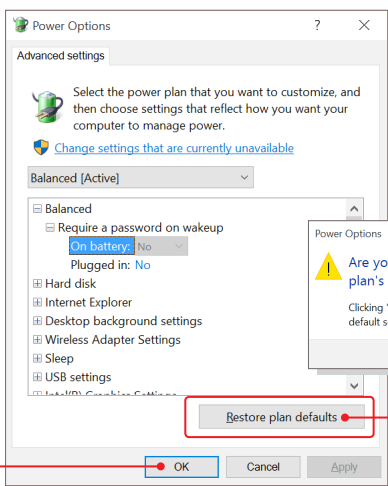 Power Options
Advanced settings
Select the power plan that you want to customize, and
then choose settings that reflect how you want your
computer to manage power.
Change settings that are currently unavailable
Balanced [Active]
Balanced
Require a password on wakeup
On battery: No
Plugged in: No
Hard disk
Internet Explorer
Desktop background settings
Wireless Adapter Settings
Sleep
USB settings
Intel(R) Graphics Settings
Power Options
Are yo
plan's
Clicking '
default s
Restore plan defaults
OK Cancel Apply